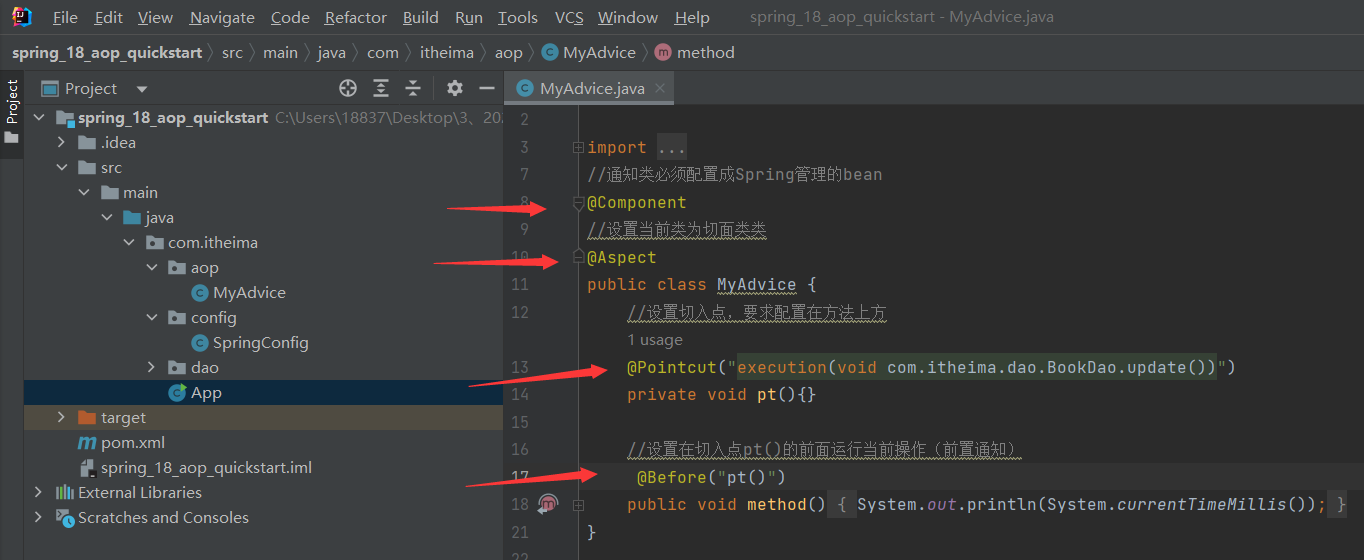 File Edit View Navigate Code Refactor Build Run Tools VCS Window Help spring_18_aop_quickstart - MyAdvice.java
spring_18_aop_quickstart src main java com itheima aop MyAdvice method
Project
Project
MyAdvice.java
spring_18_aop_quickstart C:\Users\18837\Desktop\3、20
.idea
src
main
java
com.itheima
aop
MyAdvice
config
SpringConfig
dao
App
target
pom.xml
spring_18_aop_quickstart.iml
External Libraries
Scratches and Consoles
2
3 import ...
7 //通知类必须配置成Spring管理的bean
8 @Component
9 //设置当前类为切面类类
10 @Aspect
11 public class MyAdvice {
12 //设置切入点，要求配置在方法上方
1 usage
13 @Pointcut("execution(void com.itheima.dao.BookDao.update())")
14 private void pt(){}
15
16 //设置在切入点pt()的前面运行当前操作（前置通知）
17 @Before("pt()")
18 public void method() { System.out.println(System.currentTimeMillis()); }
21 }
22